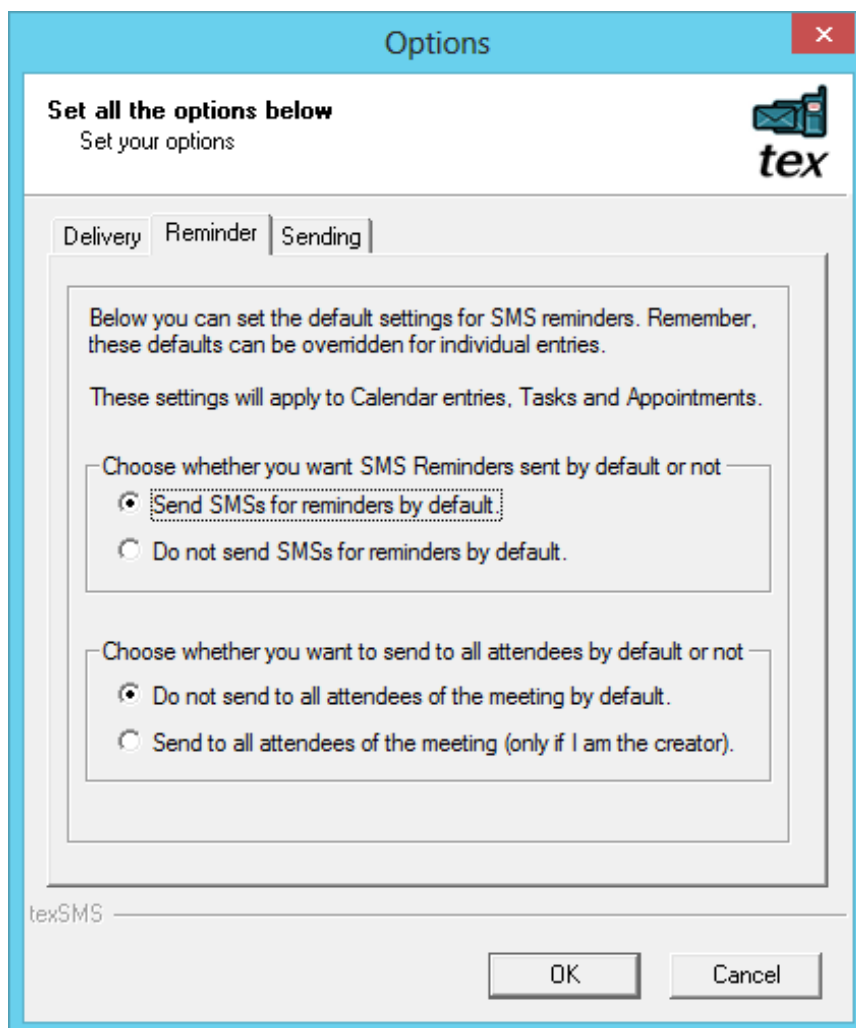 Options
Set all the options below
Set your options
tex
Delivery
Reminder
Sending
Below you can set the default settings for SMS reminders. Remember,
these defaults can be overridden for individual entries.
These settings will apply to Calendar entries, Tasks and Appointments.
Choose whether you want SMS Reminders sent by default or not
Send SMSs for reminders by default.
Do not send SMSs for reminders by default.
Choose whether you want to send to all attendees by default or not
Do not send to all attendees of the meeting by default.
Send to all attendees of the meeting (only if I am the creator).
texSMS
OK
Cancel